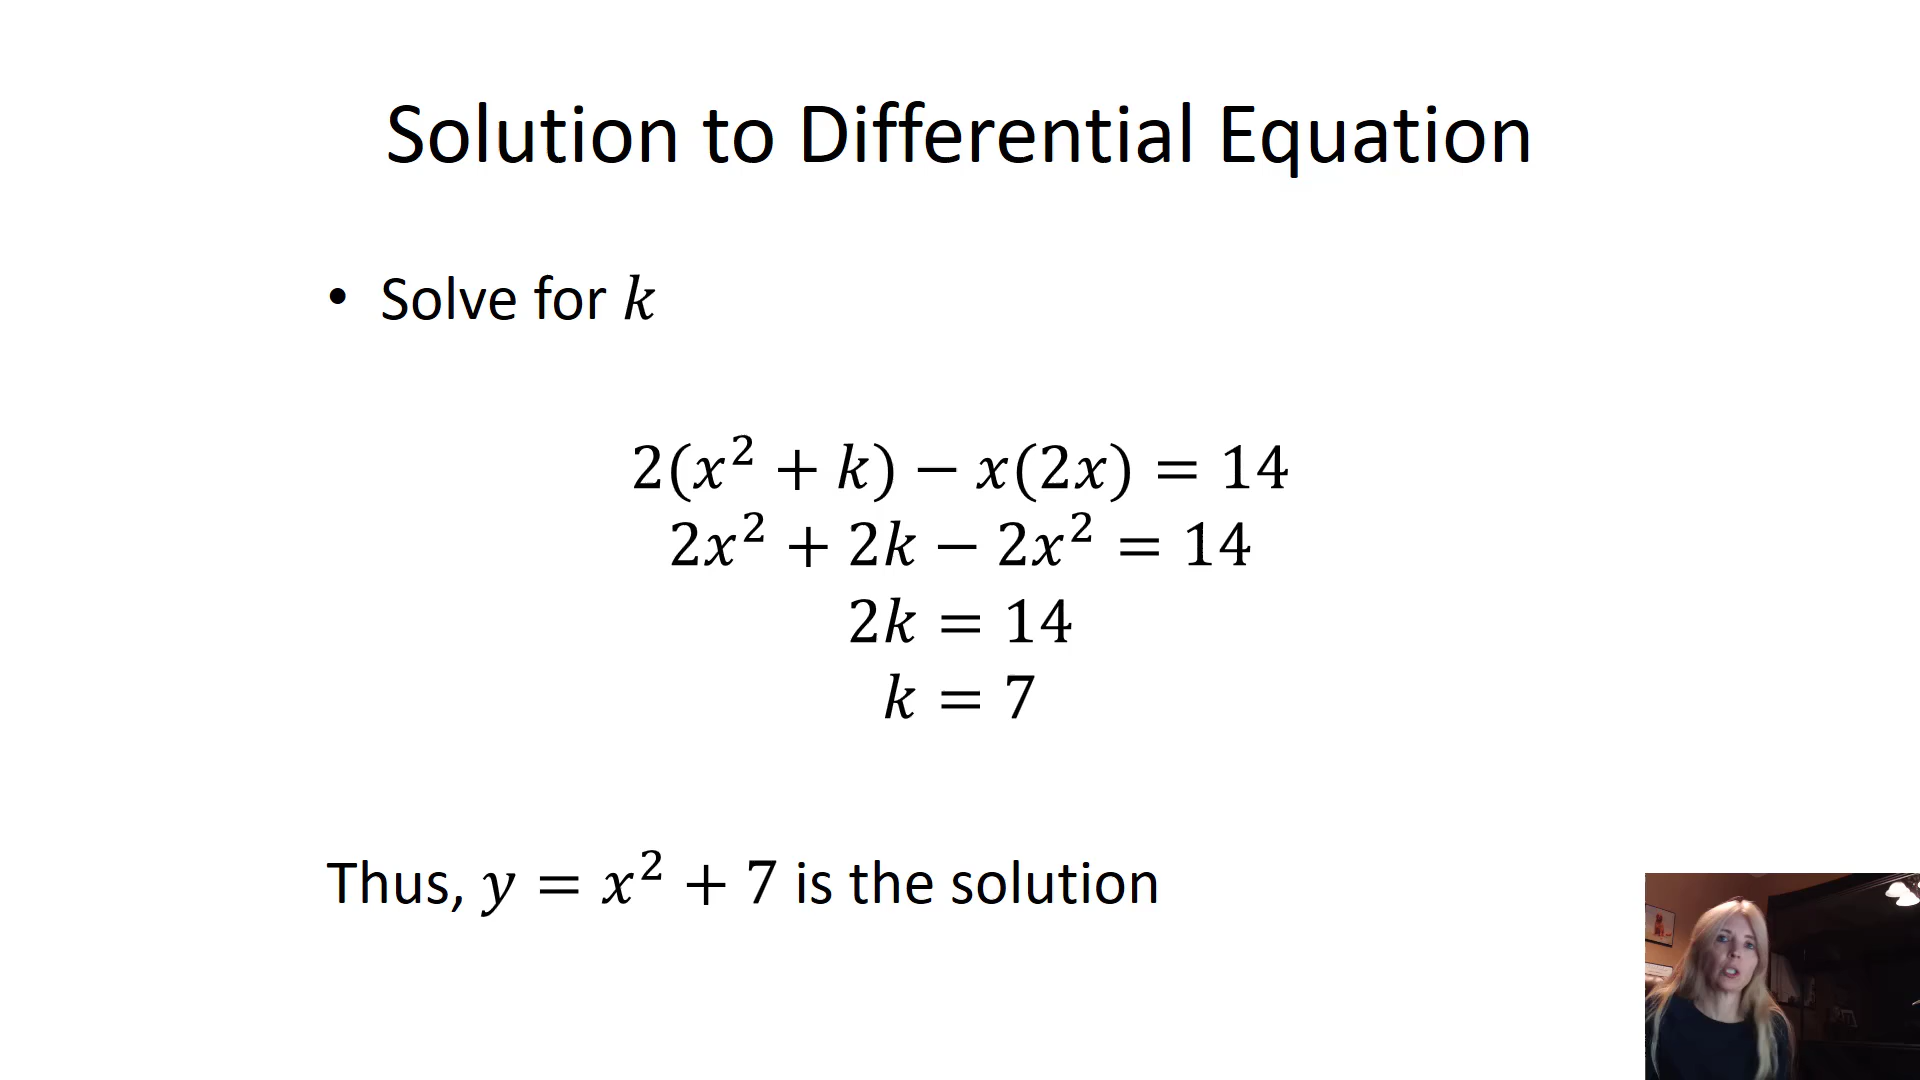 Solution to Differential Equation
• Solve for k
2(x² + k) − x(2x) = 14
2x² + 2k − 2x² = 14
2k = 14
k = 7
Thus, y = x² + 7 is the solution